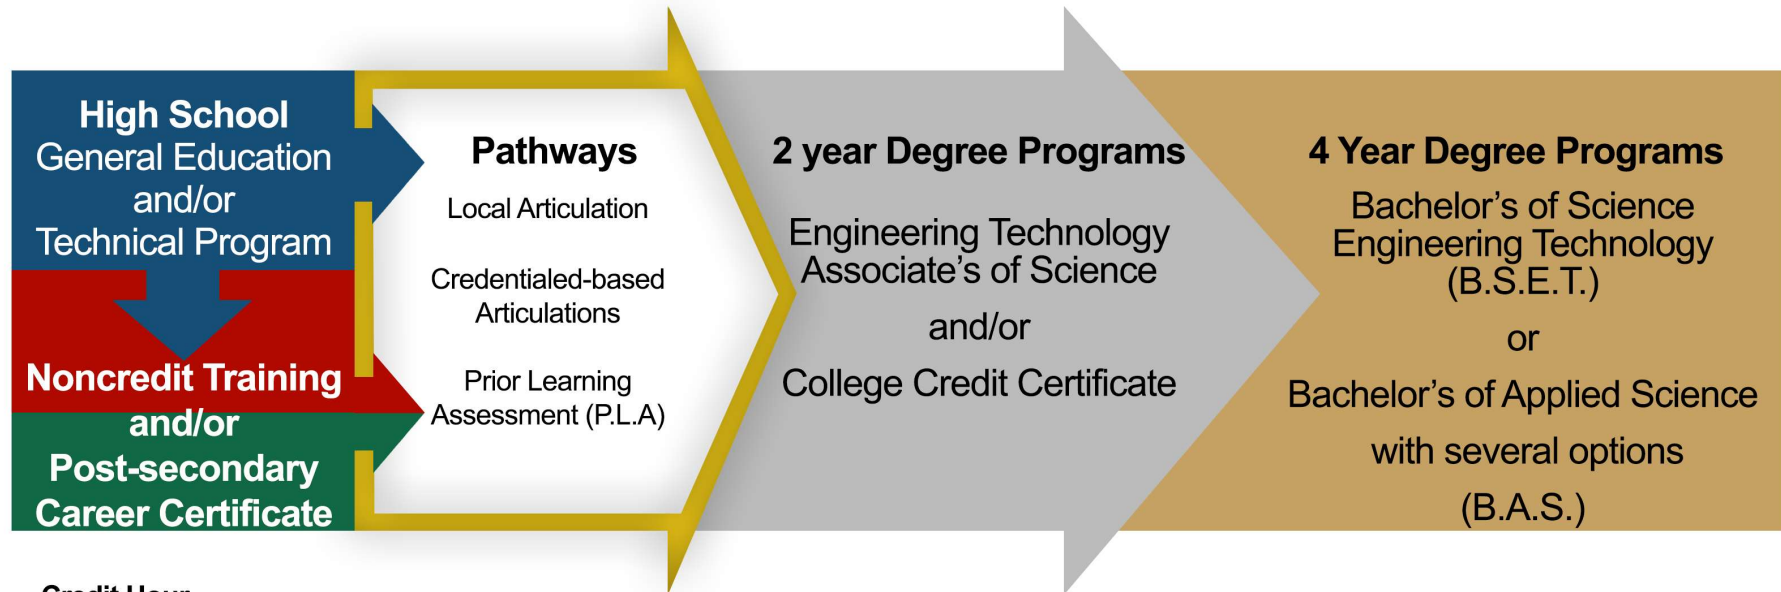 High School
General Education
and/or
Technical Program
Noncredit Training
and/or
Post-secondary
Career Certificate
Pathways
Local Articulation
Credentialed-based
Articulations
Prior Learning
Assessment (P.L.A)
2 year Degree Programs
Engineering Technology
Associate’s of Science
and/or
College Credit Certificate
4 Year Degree Programs
Bachelor’s of Science
Engineering Technology
(B.S.E.T.)
or
Bachelor’s of Applied Science
with several options
(B.A.S.)
Credit Hour